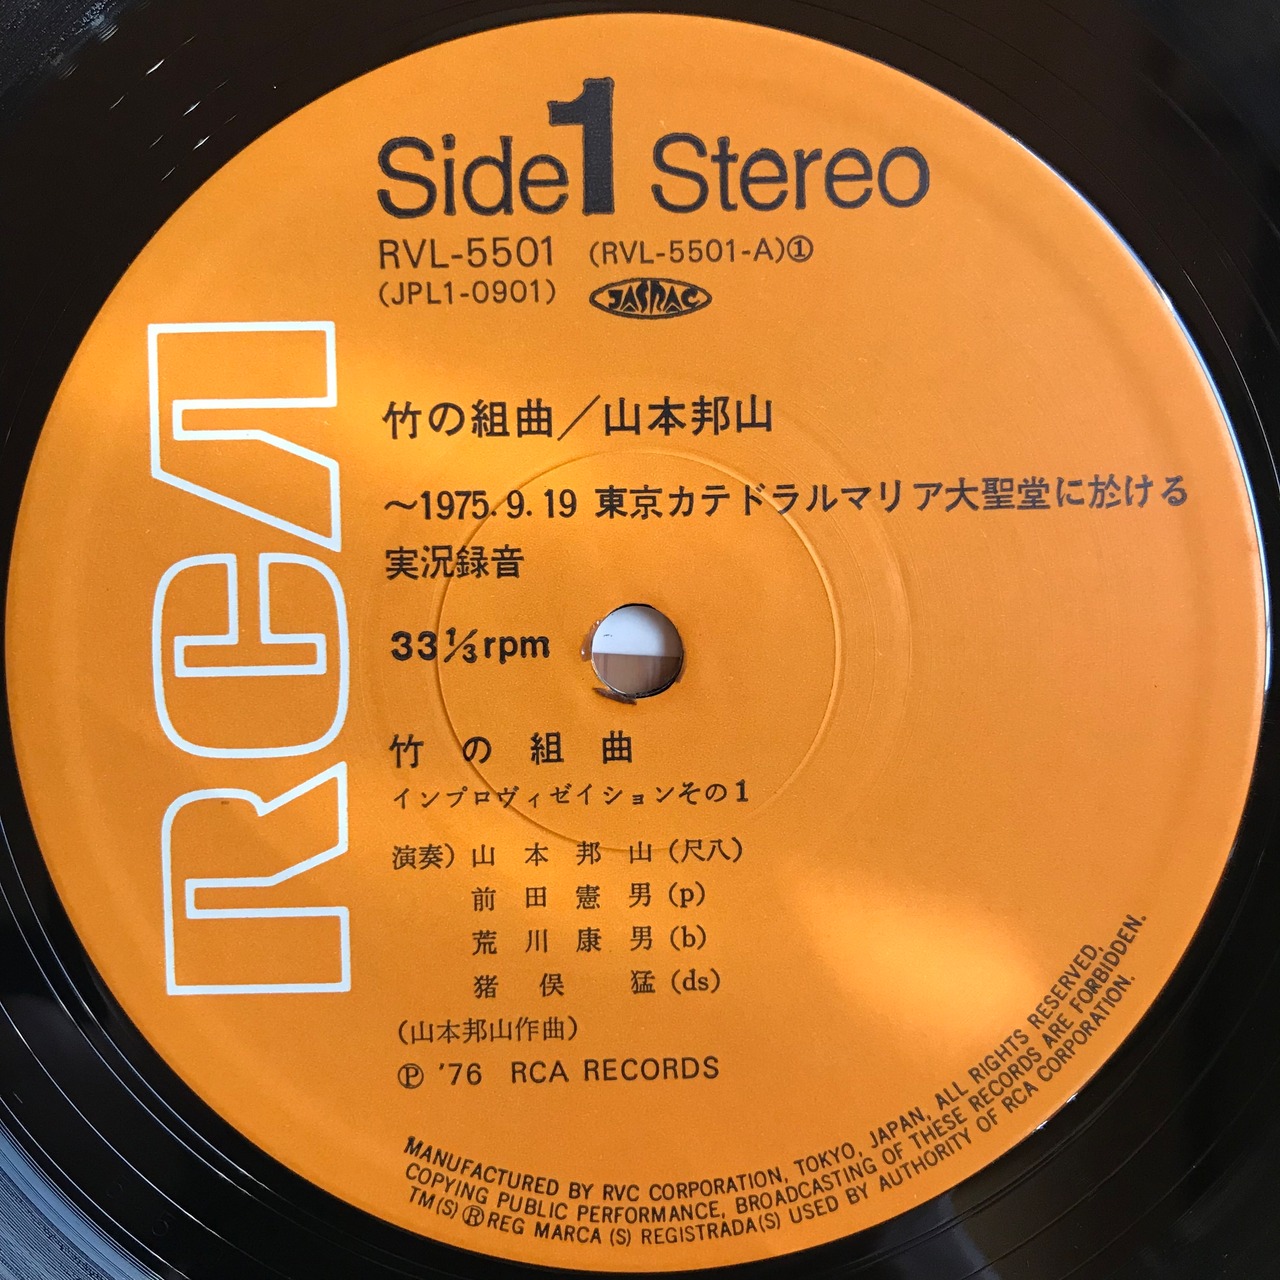 Side 1 Stereo
RVL-5501 (RVL-5501-A)①
(JPL1-0901) JASRAC
RCA
竹の組曲／山本邦山
～1975.9.19 東京カテドラルマリア大聖堂に於ける
実況録音
33⅓rpm
竹の組曲
インプロヴィゼイションその1
演奏）山本邦山（尺八）
前田憲男（p）
荒川康男（b）
猪俣猛（ds）
（山本邦山作曲）
Ⓟ '76 RCA RECORDS
MANUFACTURED BY RVC CORPORATION, TOKYO, JAPAN, ALL RIGHTS RESERVED,
COPYING PUBLIC PERFORMANCE, BROADCASTING OF THESE RECORDS ARE FORBIDDEN.
TM(S)®REG MARCA (S) REGISTRADA(S) USED BY AUTHORITY OF RCA CORPORATION.